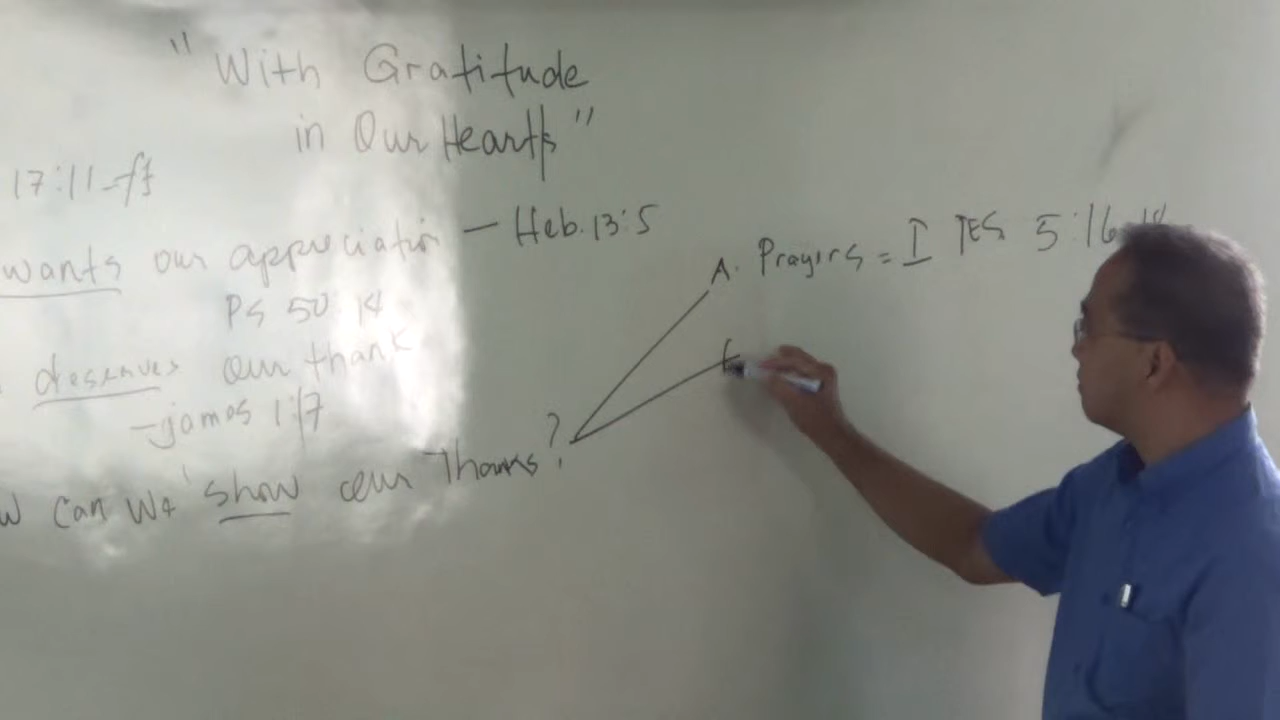 "With Gratitude
in Our Hearts"
17:11-ff
wants our appreciation — Heb. 13:5
PS 50:14
deserves our thank
- james 1:17
w can we show our Thanks?
A. Prayers = I TES 5:16-18